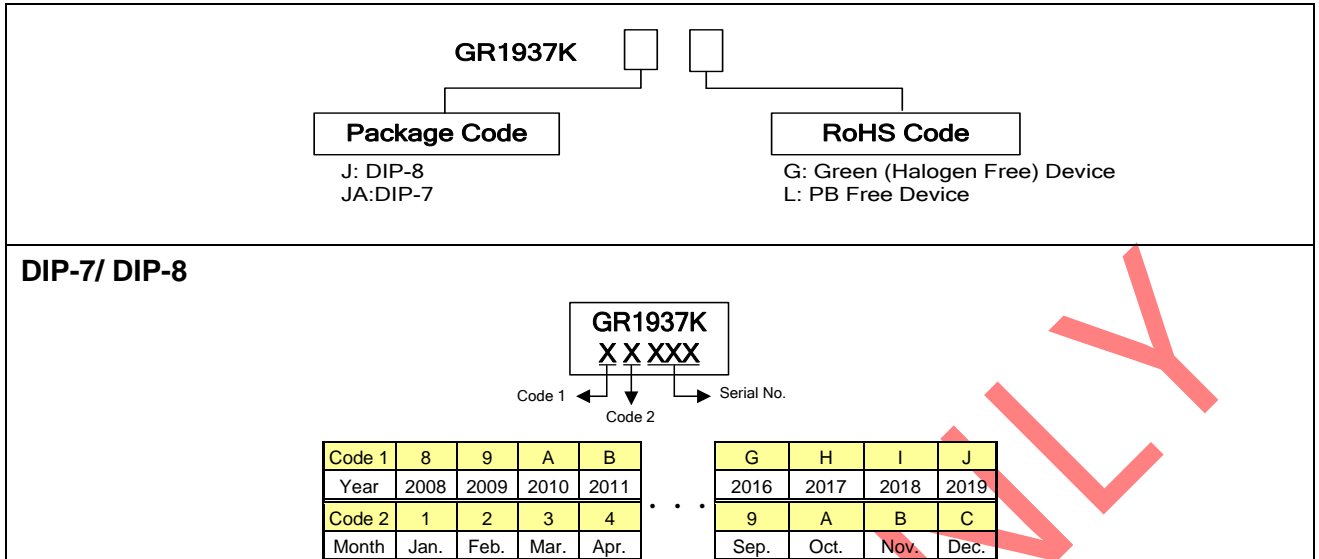 GR1937K
Package Code
RoHS Code
J: DIP-8
JA:DIP-7
G: Green (Halogen Free) Device
L: PB Free Device
DIP-7/ DIP-8
GR1937K
X X XXX
Code 1
Code 2
Serial No.
Code 1 8 9 A B G H I J
Year 2008 2009 2010 2011 . . . 2016 2017 2018 2019
Code 2 1 2 3 4 9 A B C
Month Jan. Feb. Mar. Apr. Sep. Oct. Nov. Dec.
NLY